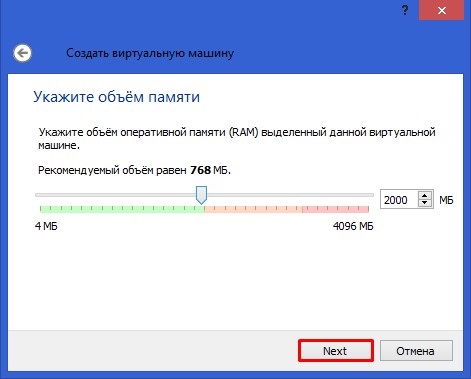 ?
Создать виртуальную машину
Укажите объём памяти
Укажите объём оперативной памяти (RAM) выделенный данной виртуальной
машине.
Рекомендуемый объём равен 768 МБ.
2000 МБ
4 МБ 4096 МБ
Next Отмена